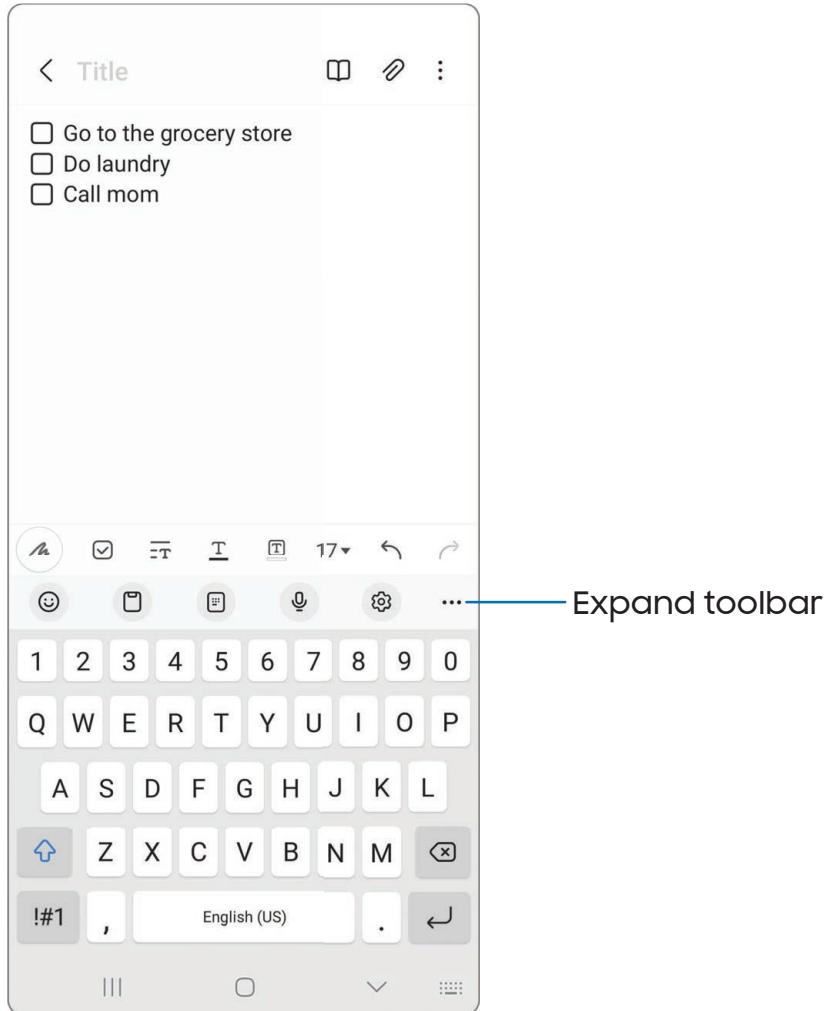 Title
Go to the grocery store
Do laundry
Call mom
T T T 17
Expand toolbar
1 2 3 4 5 6 7 8 9 0
Q W E R T Y U I O P
A S D F G H J K L
Z X C V B N M
!#1 , English (US) .